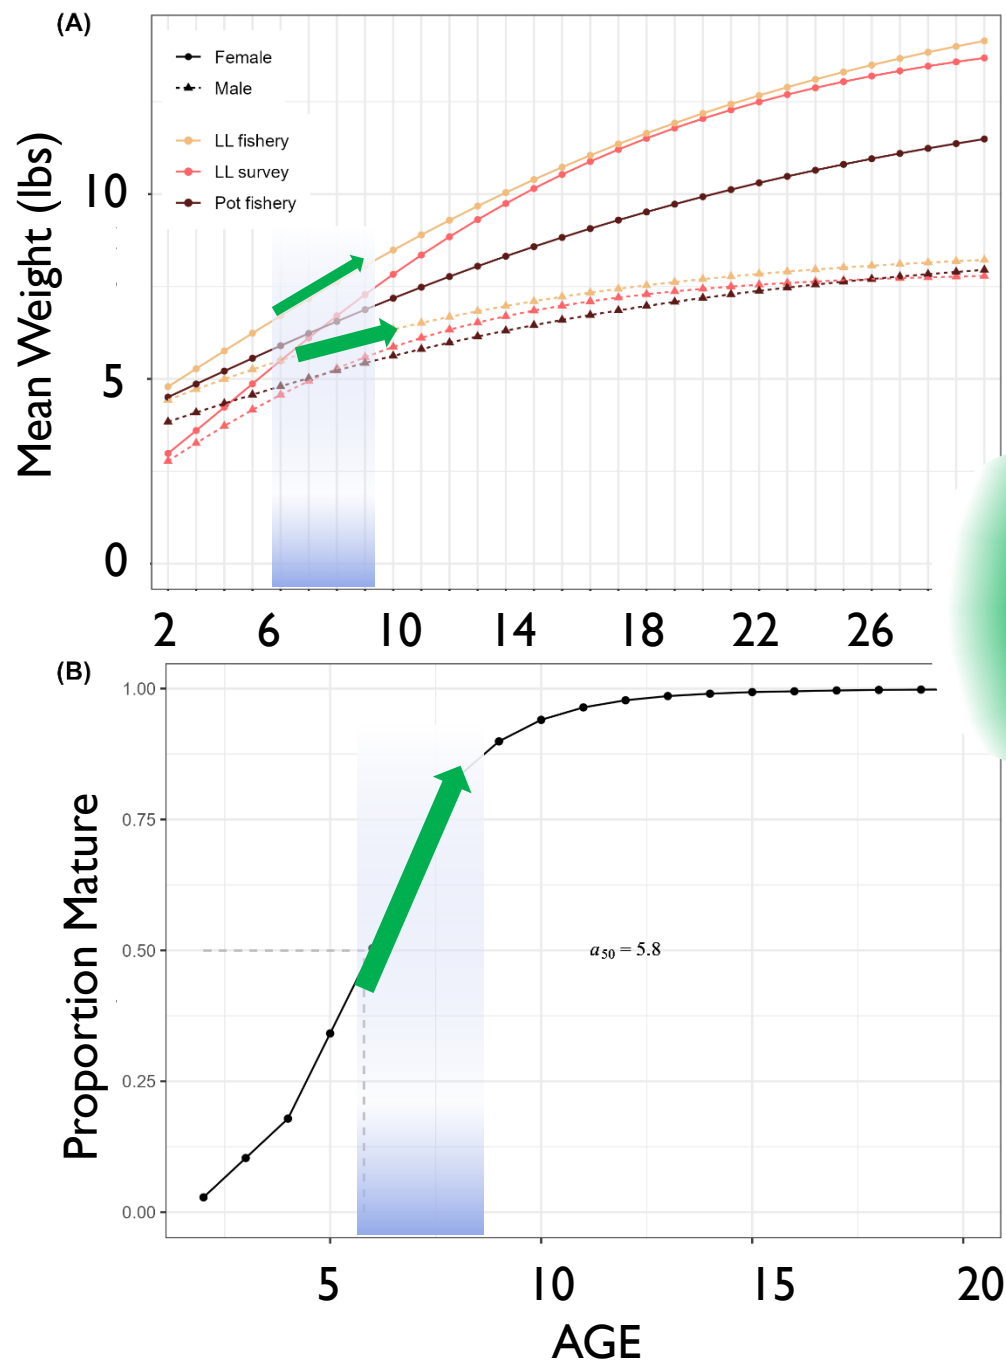 (A)
Female
Male
LL fishery
LL survey
Pot fishery
Mean Weight (lbs)
10
5
0
2 6 10 14 18 22 26
(B)
1.00
0.75
0.50
0.25
0.00
Proportion Mature
a50 = 5.8
5 10 15 20
AGE